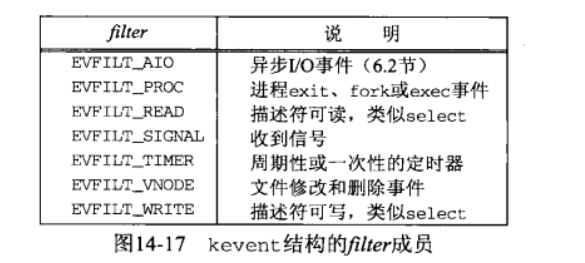 filter 说 明
EVFILT_AIO 异步I/O事件（6.2节）
EVFILT_PROC 进程exit、fork或exec事件
EVFILT_READ 描述符可读，类似select
EVFILT_SIGNAL 收到信号
EVFILT_TIMER 周期性或一次性的定时器
EVFILT_VNODE 文件修改和删除事件
EVFILT_WRITE 描述符可写，类似select
图14-17 kevent结构的filter成员